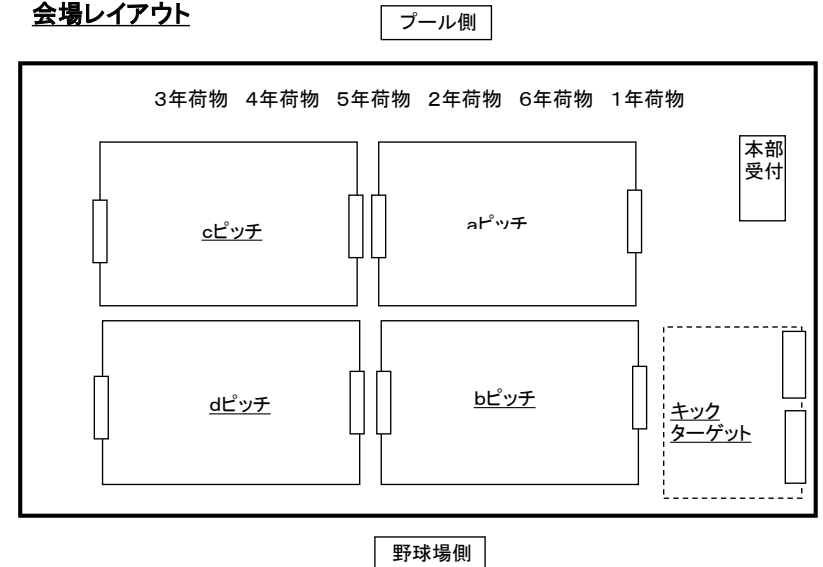 会場レイアウト
プール側
3年荷物 4年荷物 5年荷物 2年荷物 6年荷物 1年荷物
本部
受付
cピッチ
aピッチ
dピッチ
bピッチ
キック
ターゲット
野球場側